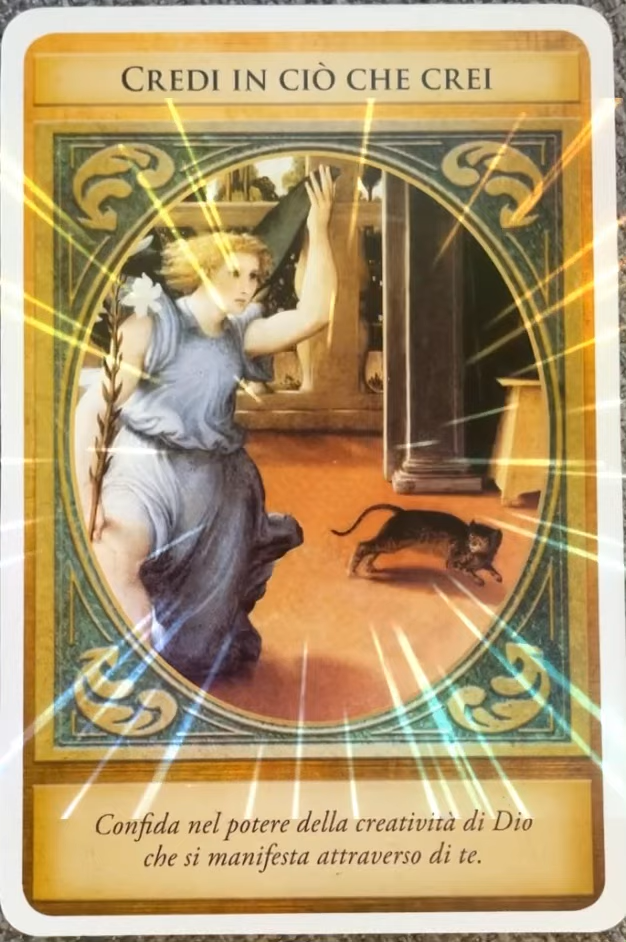 CREDI IN CIÒ CHE CREI
Confida nel potere della creatività di Dio
che si manifesta attraverso di te.